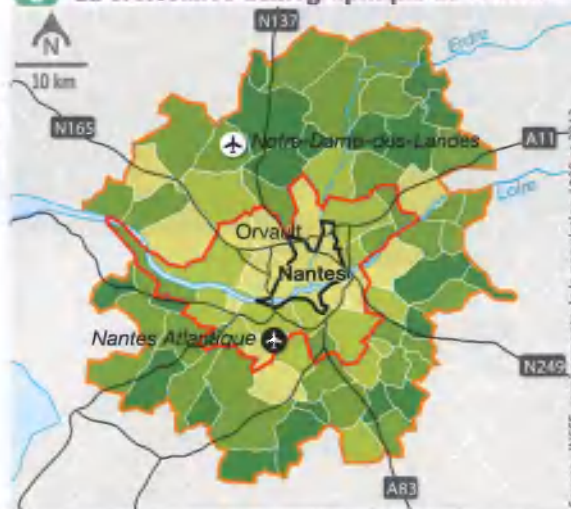 N
10 km
N137
Erdre
N165
Notre-Dame-des-Landes
A11
Loire
Orvault
Nantes
Nantes Atlantique
N249
A83